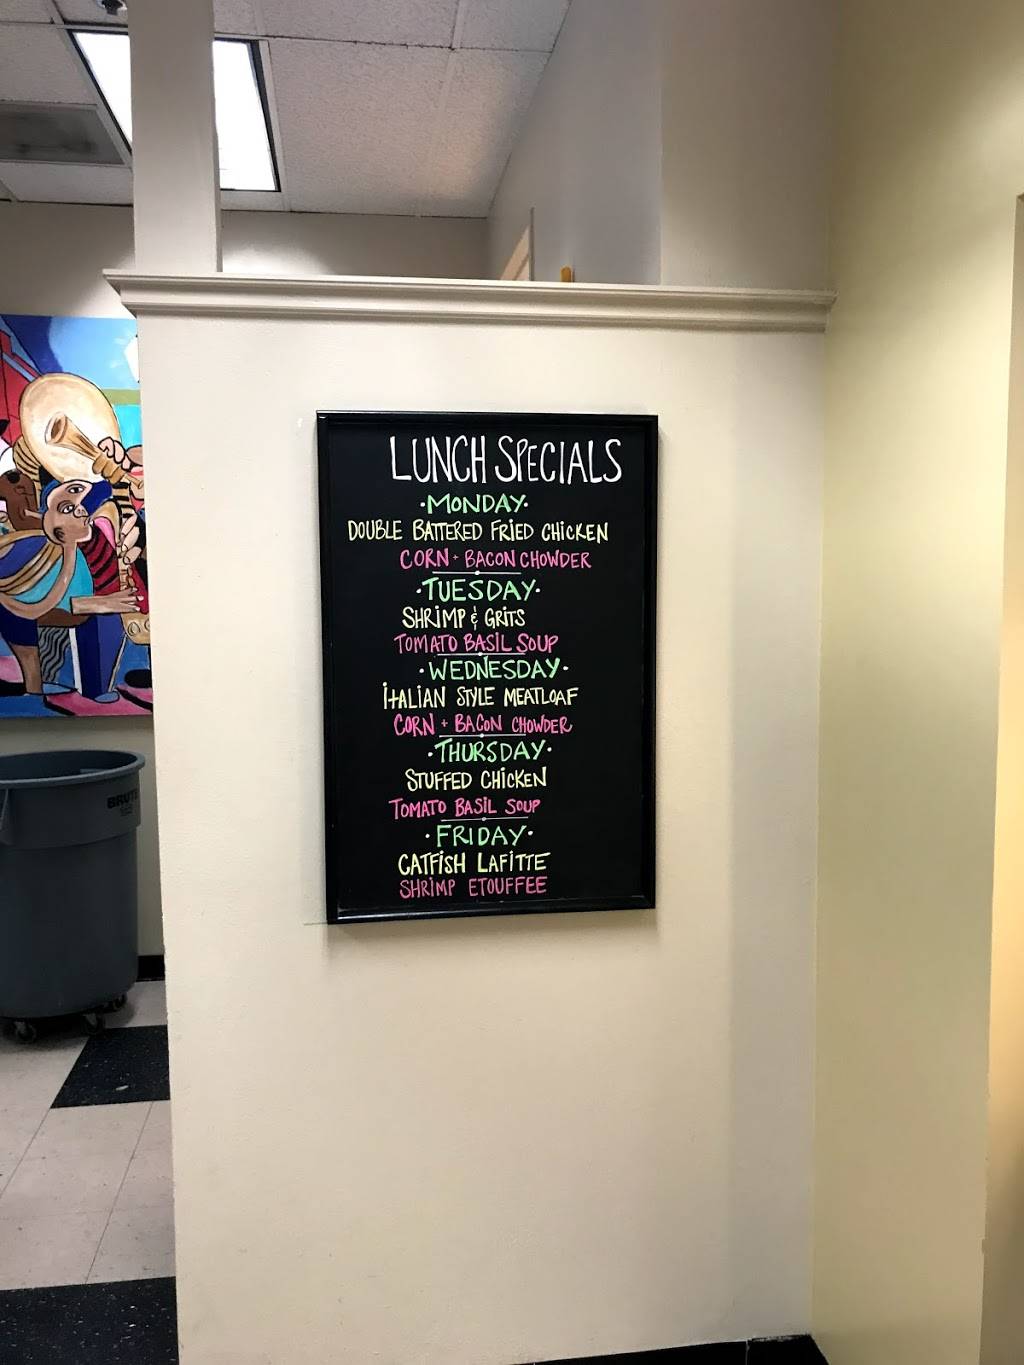 LUNCH SPECIALS
·MONDAY·
DOUBLE BATTERED FRIED CHICKEN
CORN + BACON CHOWDER
·TUESDAY·
SHRIMP & GRITS
TOMATO BASIL SOUP
·WEDNESDAY·
ITALIAN STYLE MEATLOAF
CORN + BACON CHOWDER
·THURSDAY·
STUFFED CHICKEN
TOMATO BASIL SOUP
·FRIDAY·
CATFISH LAFITTE
SHRIMP ETOUFFEE
BRUTE